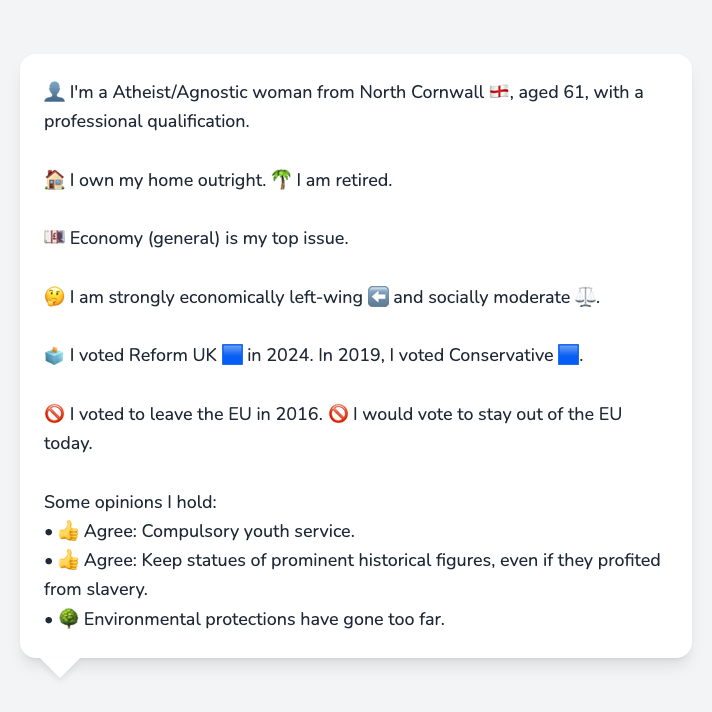 👤 I'm a Atheist/Agnostic woman from North Cornwall 🏴󠁧󠁢󠁥󠁮󠁧󠁿, aged 61, with a
professional qualification.
🏠 I own my home outright. 🌴 I am retired.
💷 Economy (general) is my top issue.
🤔 I am strongly economically left-wing ⬅️ and socially moderate ⚖️.
🗳️ I voted Reform UK 🟦 in 2024. In 2019, I voted Conservative 🟦.
🚫 I voted to leave the EU in 2016. 🚫 I would vote to stay out of the EU
today.
Some opinions I hold:
• 👍 Agree: Compulsory youth service.
• 👍 Agree: Keep statues of prominent historical figures, even if they profited
from slavery.
• 🌳 Environmental protections have gone too far.